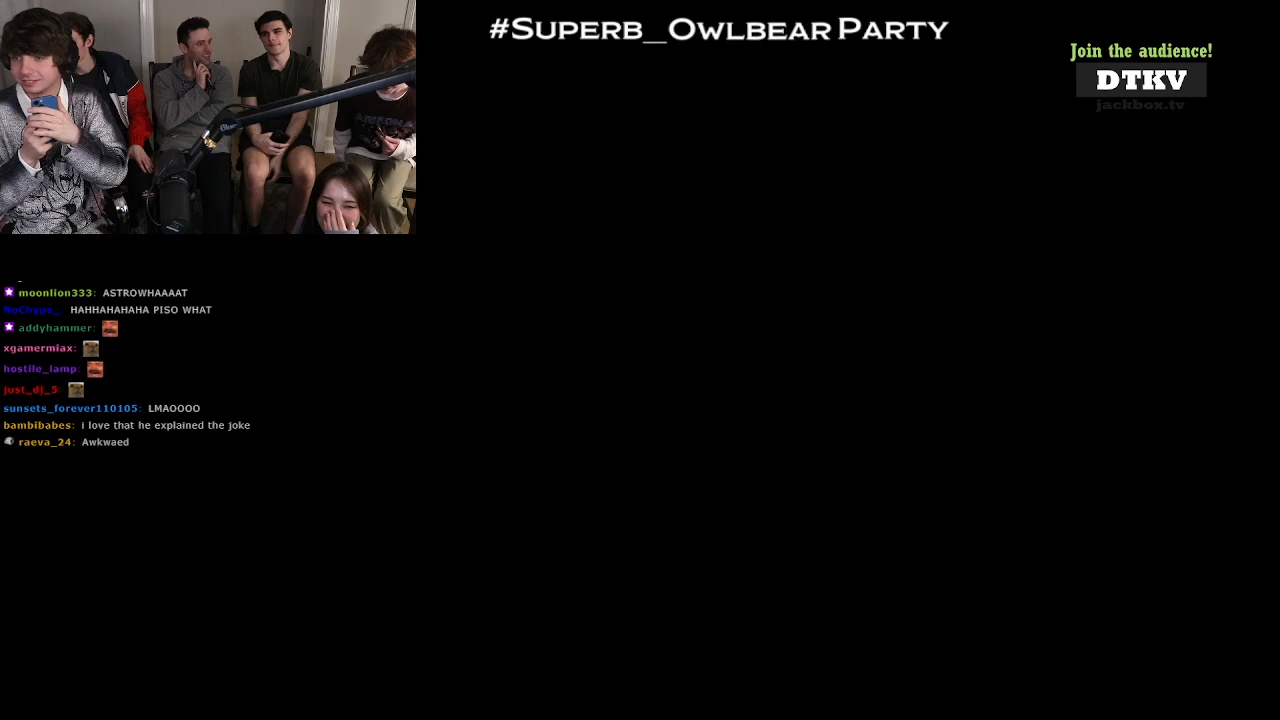 #Superb_Owlbear Party
Join the audience!
DTKV
jackbox.tv
moonlion333: ASTROWHAAAAT
NoChype_: HAHHAHAHAHA PISO WHAT
addyhammer:
xgamermiax:
hostile_lamp:
just_dj_5:
sunsets_forever110105: LMAOOOO
bambibabes: i love that he explained the joke
raeva_24: Awkwaed